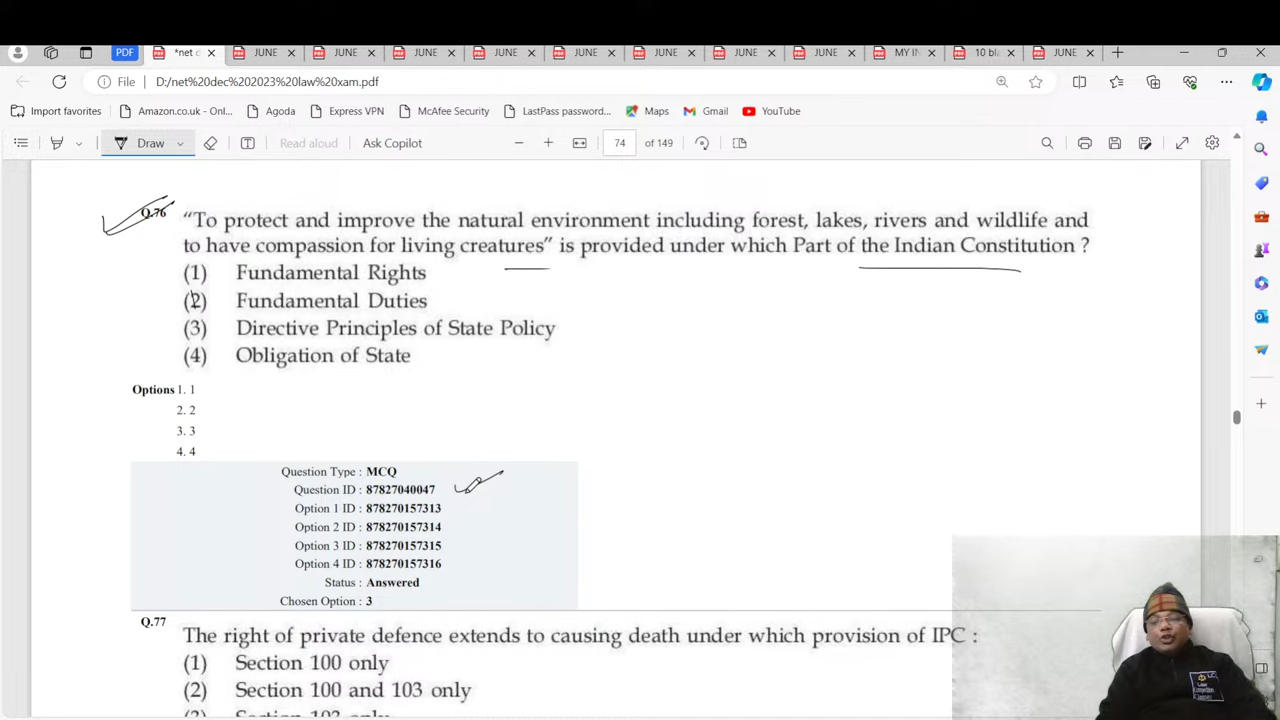 PDF
*net d
JUNE
JUNE
JUNE
JUNE
JUNE
JUNE
JUNE
JUNE
MY IN
10 bla
JUNE
File D:/net%20dec%202023%20law%20xam.pdf
Import favorites Amazon.co.uk - Onl... Agoda Express VPN McAfee Security LastPass password... Maps Gmail YouTube
Draw Read aloud Ask Copilot 74 of 149
Q.76 "To protect and improve the natural environment including forest, lakes, rivers and wildlife and
to have compassion for living creatures" is provided under which Part of the Indian Constitution ?
(1) Fundamental Rights
(2) Fundamental Duties
(3) Directive Principles of State Policy
(4) Obligation of State
Options 1. 1
2. 2
3. 3
4. 4
Question Type : MCQ
Question ID : 87827040047
Option 1 ID : 878270157313
Option 2 ID : 878270157314
Option 3 ID : 878270157315
Option 4 ID : 878270157316
Status : Answered
Chosen Option : 3
Q.77
The right of private defence extends to causing death under which provision of IPC :
(1) Section 100 only
(2) Section 100 and 103 only